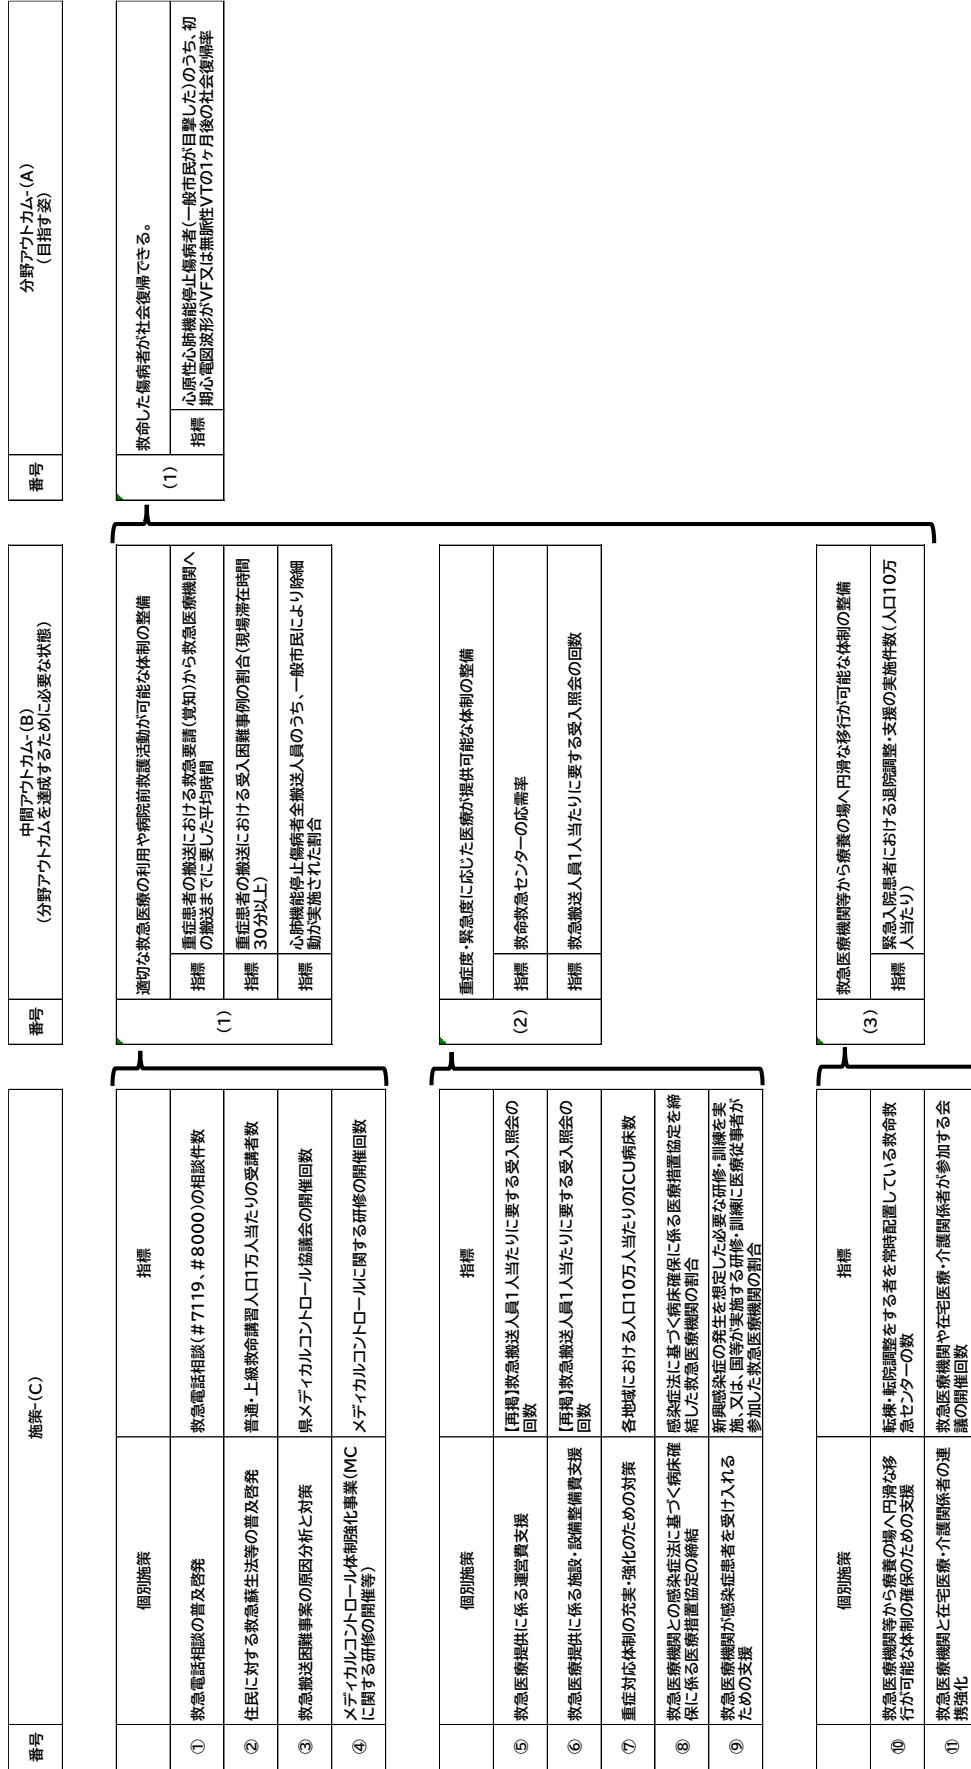 番号
施策-(C)
番号
中間アウトカム-(B)
(分野アウトカムを達成するために必要な状態)
番号
分野アウトカム-(A)
(目指す姿)
個別施策
指標
①
救急電話相談の普及啓発
救急電話相談(#7119、#8000)の相談件数
②
住民に対する救急蘇生法等の普及啓発
普通・上級救命講習人口1万人当たりの受講者数
③
救急搬送困難事案の原因分析と対策
県メディカルコントロール協議会の開催回数
④
メディカルコントロール体制強化事業(MC
に関する研修の開催等)
メディカルコントロールに関する研修の開催回数
(1)
適切な救急医療の利用や病院前救護活動が可能な体制の整備
指標
重症患者の搬送における救急要請(覚知)から救急医療機関へ
の搬送までに要した平均時間
指標
重症患者の搬送における受入困難事例の割合(現場滞在時間
30分以上)
指標
心肺機能停止傷病者全搬送人員のうち、一般市民により除細
動が実施された割合
(1)
救命した傷病者が社会復帰できる。
指標
心原性心肺機能停止傷病者(一般市民が目撃した)のうち、初
期心電図波形がVF又は無脈性VTの1ヶ月後の社会復帰率
個別施策
指標
⑤
救急医療提供に係る運営費支援
【再掲】救急搬送人員1人当たりに要する受入照会の
回数
⑥
救急医療提供に係る施設・設備整備費支援
【再掲】救急搬送人員1人当たりに要する受入照会の
回数
⑦
重症対応体制の充実・強化のための対策
各地域における人口10万人当たりのICU病床数
⑧
救急医療機関との感染症法に基づく病床確
保に係る医療措置協定の締結
感染症法に基づく病床確保に係る医療措置協定を締
結した救急医療機関の割合
⑨
救急医療機関が感染症患者を受け入れる
ための支援
新興感染症の発生を想定した必要な研修・訓練を実
施、又は、国等が実施する研修・訓練に医療従事者が
参加した救急医療機関の割合
(2)
重症度・緊急度に応じた医療が提供可能な体制の整備
指標
救命救急センターの応需率
指標
救急搬送人員1人当たりに要する受入照会の回数
個別施策
指標
⑩
救急医療機関等から療養の場へ円滑な移
行が可能な体制の確保のための支援
転棟・転院調整をする者を常時配置している救命救
急センターの数
⑪
救急医療機関と在宅医療・介護関係者の連
携強化
救急医療機関や在宅医療・介護関係者が参加する会
議の開催回数
(3)
救急医療機関等から療養の場へ円滑な移行が可能な体制の整備
指標
緊急入院患者における退院調整・支援の実施件数(人口10万
人当たり)